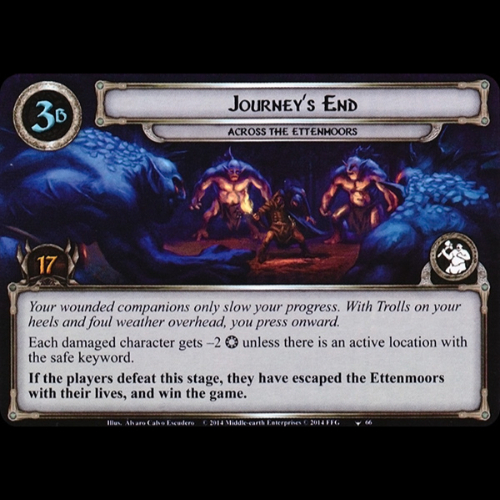 3B
JOURNEY'S END
ACROSS THE ETTENMOORS
17
Your wounded companions only slow your progress. With Trolls on your
heels and foul weather overhead, you press onward.
Each damaged character gets –2 unless there is an active location with
the safe keyword.
If the players defeat this stage, they have escaped the Ettenmoors
with their lives, and win the game.
Illus. Alvaro Calvo Escudero © 2014 Middle-earth Enterprises © 2014 FFG 66